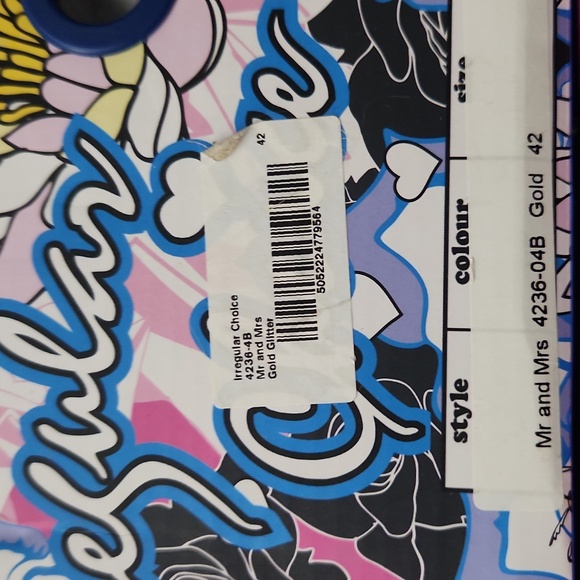 Irregular Choice
4236-4B
Mr and Mrs
Gold Glitter
42
5052224779564
style colour size
Mr and Mrs 4236-04B Gold 42